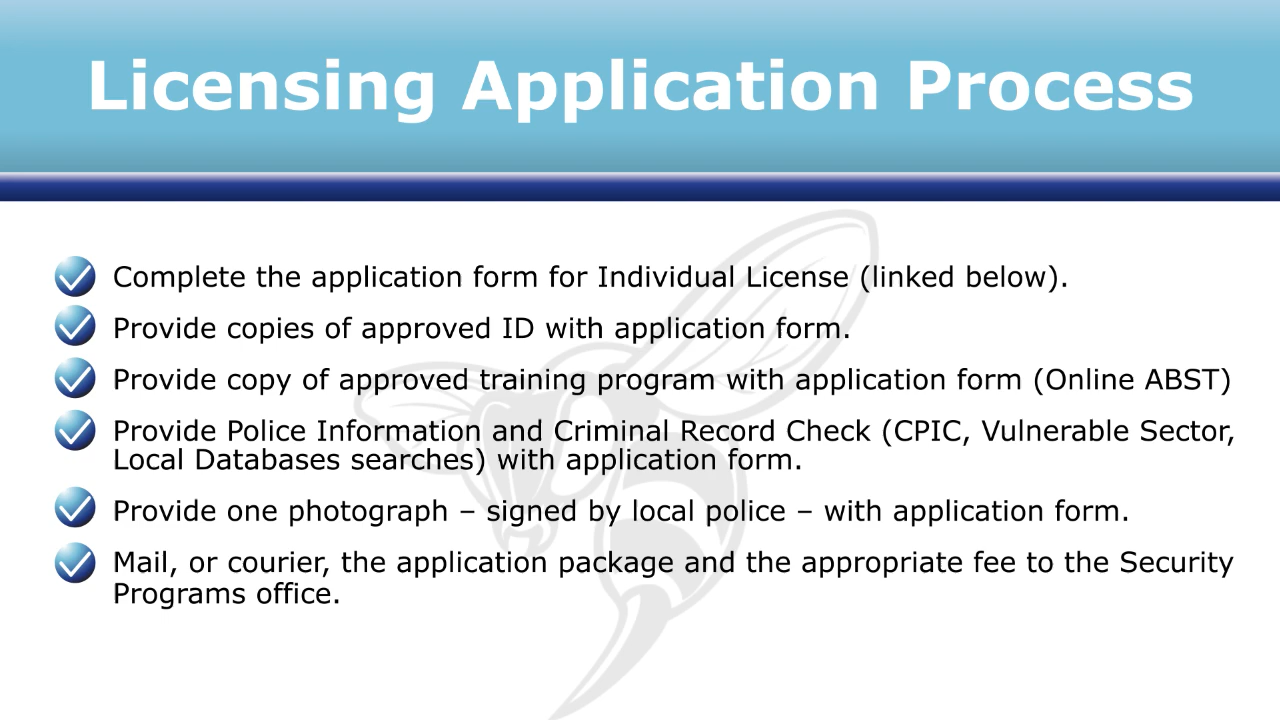 Licensing Application Process
Complete the application form for Individual License (linked below).
Provide copies of approved ID with application form.
Provide copy of approved training program with application form (Online ABST)
Provide Police Information and Criminal Record Check (CPIC, Vulnerable Sector,
Local Databases searches) with application form.
Provide one photograph – signed by local police – with application form.
Mail, or courier, the application package and the appropriate fee to the Security
Programs office.